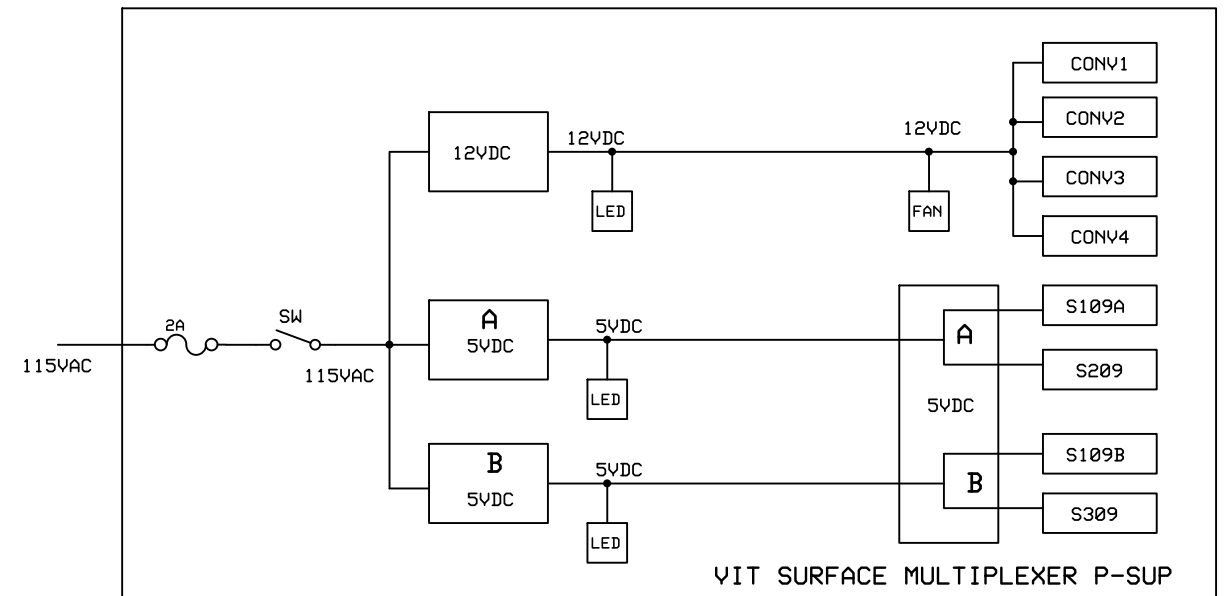 CONV1
CONV2
12VDC
12VDC
12VDC
CONV3
LED
FAN
CONV4
S109A
SW
A
2A
5VDC
A
5VDC
115VAC
115VAC
S209
LED
5VDC
B
5VDC
S109B
5VDC
B
S309
LED
VIT SURFACE MULTIPLEXER P-SUP